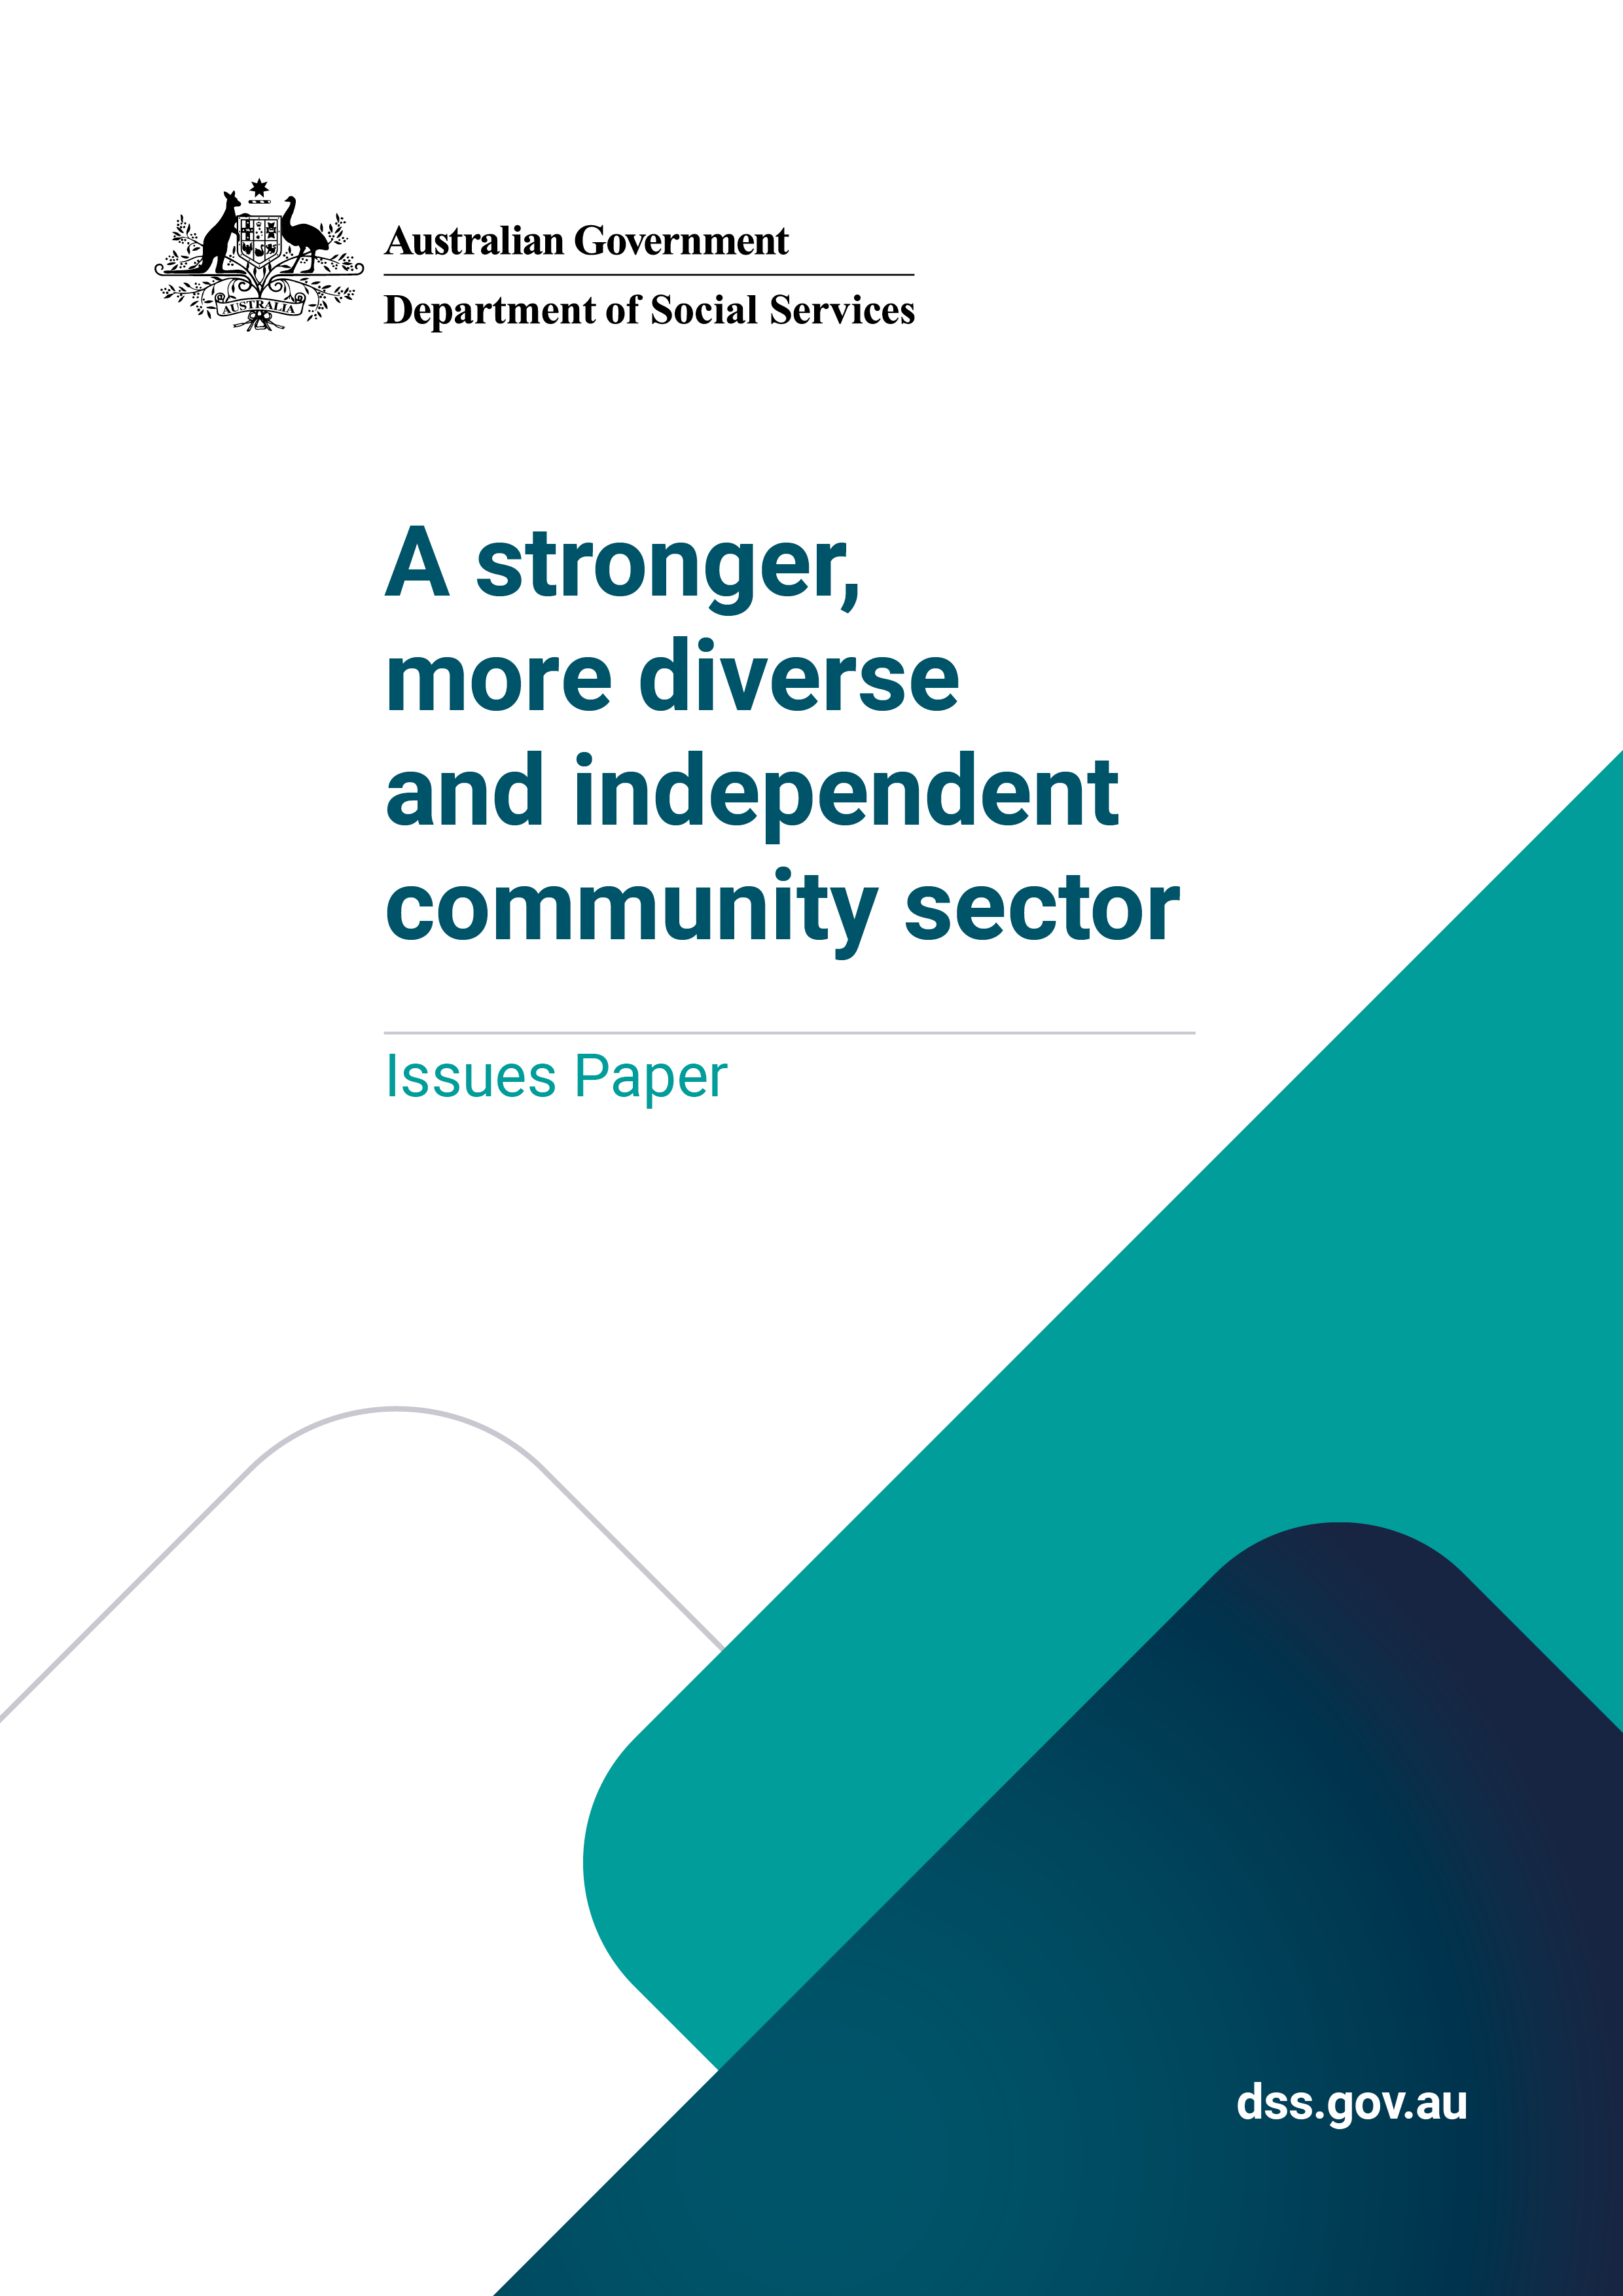 AUSTRALIA
Australian Government
Department of Social Services
A stronger,
more diverse
and independent
community sector
Issues Paper
dss.gov.au